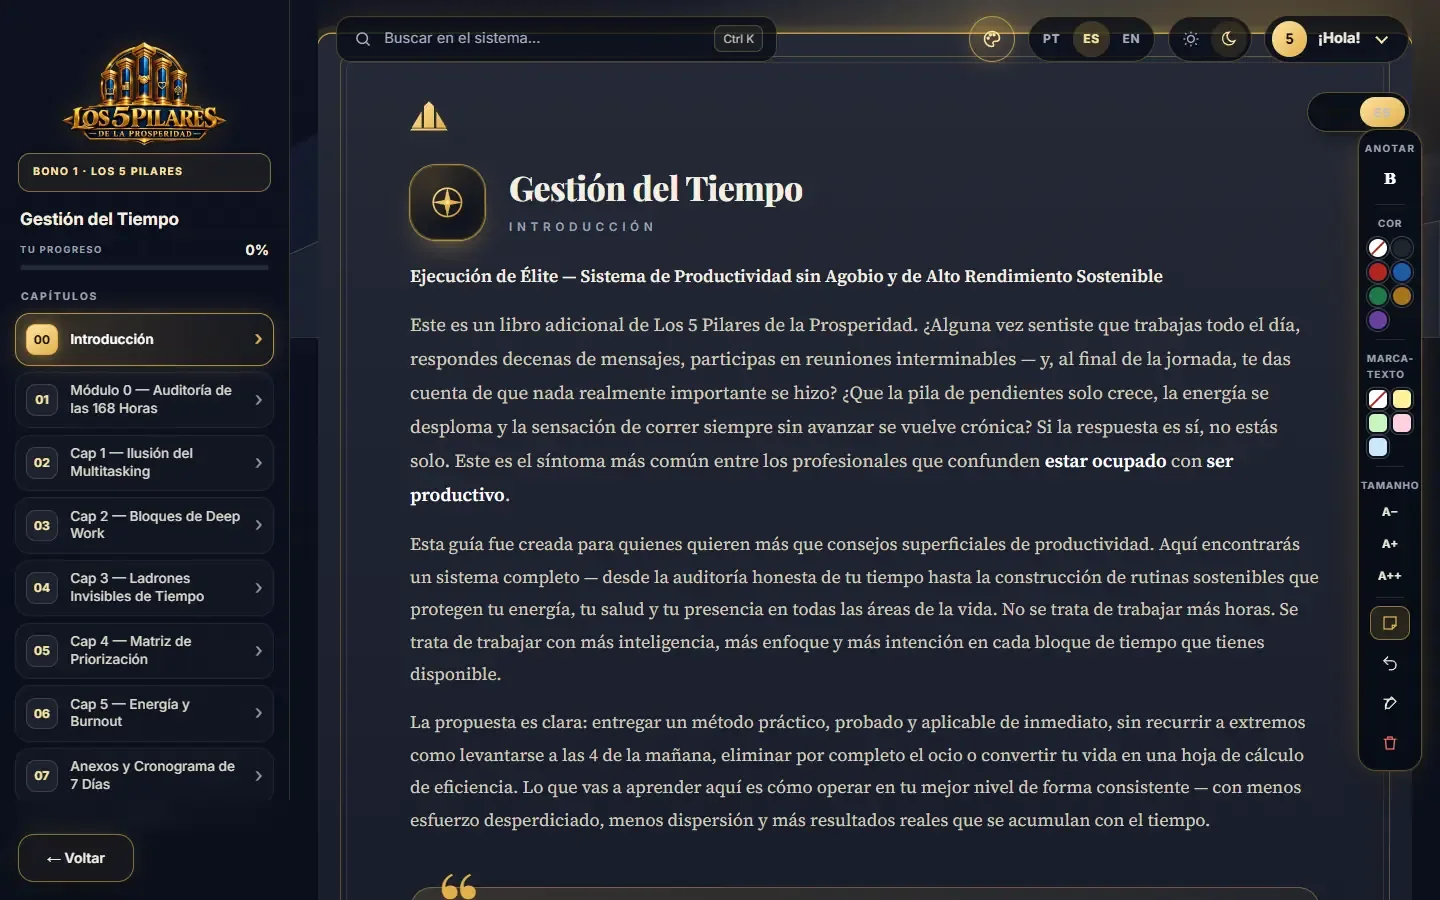 LOS 5 PILARES
DE LA PROSPERIDAD
BONO 1 · LOS 5 PILARES
Gestión del Tiempo
TU PROGRESO 0%
CAPÍTULOS
00 Introducción
01 Módulo 0 — Auditoría de
las 168 Horas
02 Cap 1 — Ilusión del
Multitasking
03 Cap 2 — Bloques de Deep
Work
04 Cap 3 — Ladrones
Invisibles de Tiempo
05 Cap 4 — Matriz de
Priorización
06 Cap 5 — Energía y
Burnout
07 Anexos y Cronograma de
7 Días
← Voltar
Buscar en el sistema... Ctrl K
PT ES EN
5 ¡Hola!
Gestión del Tiempo
INTRODUCCIÓN
Ejecución de Élite — Sistema de Productividad sin Agobio y de Alto Rendimiento Sostenible
Este es un libro adicional de Los 5 Pilares de la Prosperidad. ¿Alguna vez sentiste que trabajas todo el día,
respondes decenas de mensajes, participas en reuniones interminables — y, al final de la jornada, te das
cuenta de que nada realmente importante se hizo? ¿Que la pila de pendientes solo crece, la energía se
desploma y la sensación de correr siempre sin avanzar se vuelve crónica? Si la respuesta es sí, no estás
solo. Este es el síntoma más común entre los profesionales que confunden estar ocupado con ser
productivo.
Esta guía fue creada para quienes quieren más que consejos superficiales de productividad. Aquí encontrarás
un sistema completo — desde la auditoría honesta de tu tiempo hasta la construcción de rutinas sostenibles que
protegen tu energía, tu salud y tu presencia en todas las áreas de la vida. No se trata de trabajar más horas. Se
trata de trabajar con más inteligencia, más enfoque y más intención en cada bloque de tiempo que tienes
disponible.
La propuesta es clara: entregar un método práctico, probado y aplicable de inmediato, sin recurrir a extremos
como levantarse a las 4 de la mañana, eliminar por completo el ocio o convertir tu vida en una hoja de cálculo
de eficiencia. Lo que vas a aprender aquí es cómo operar en tu mejor nivel de forma consistente — con menos
esfuerzo desperdiciado, menos dispersión y más resultados reales que se acumulan con el tiempo.
“
ANOTAR
B
COR
MARCA-
TEXTO
TAMANHO
A−
A+
A++